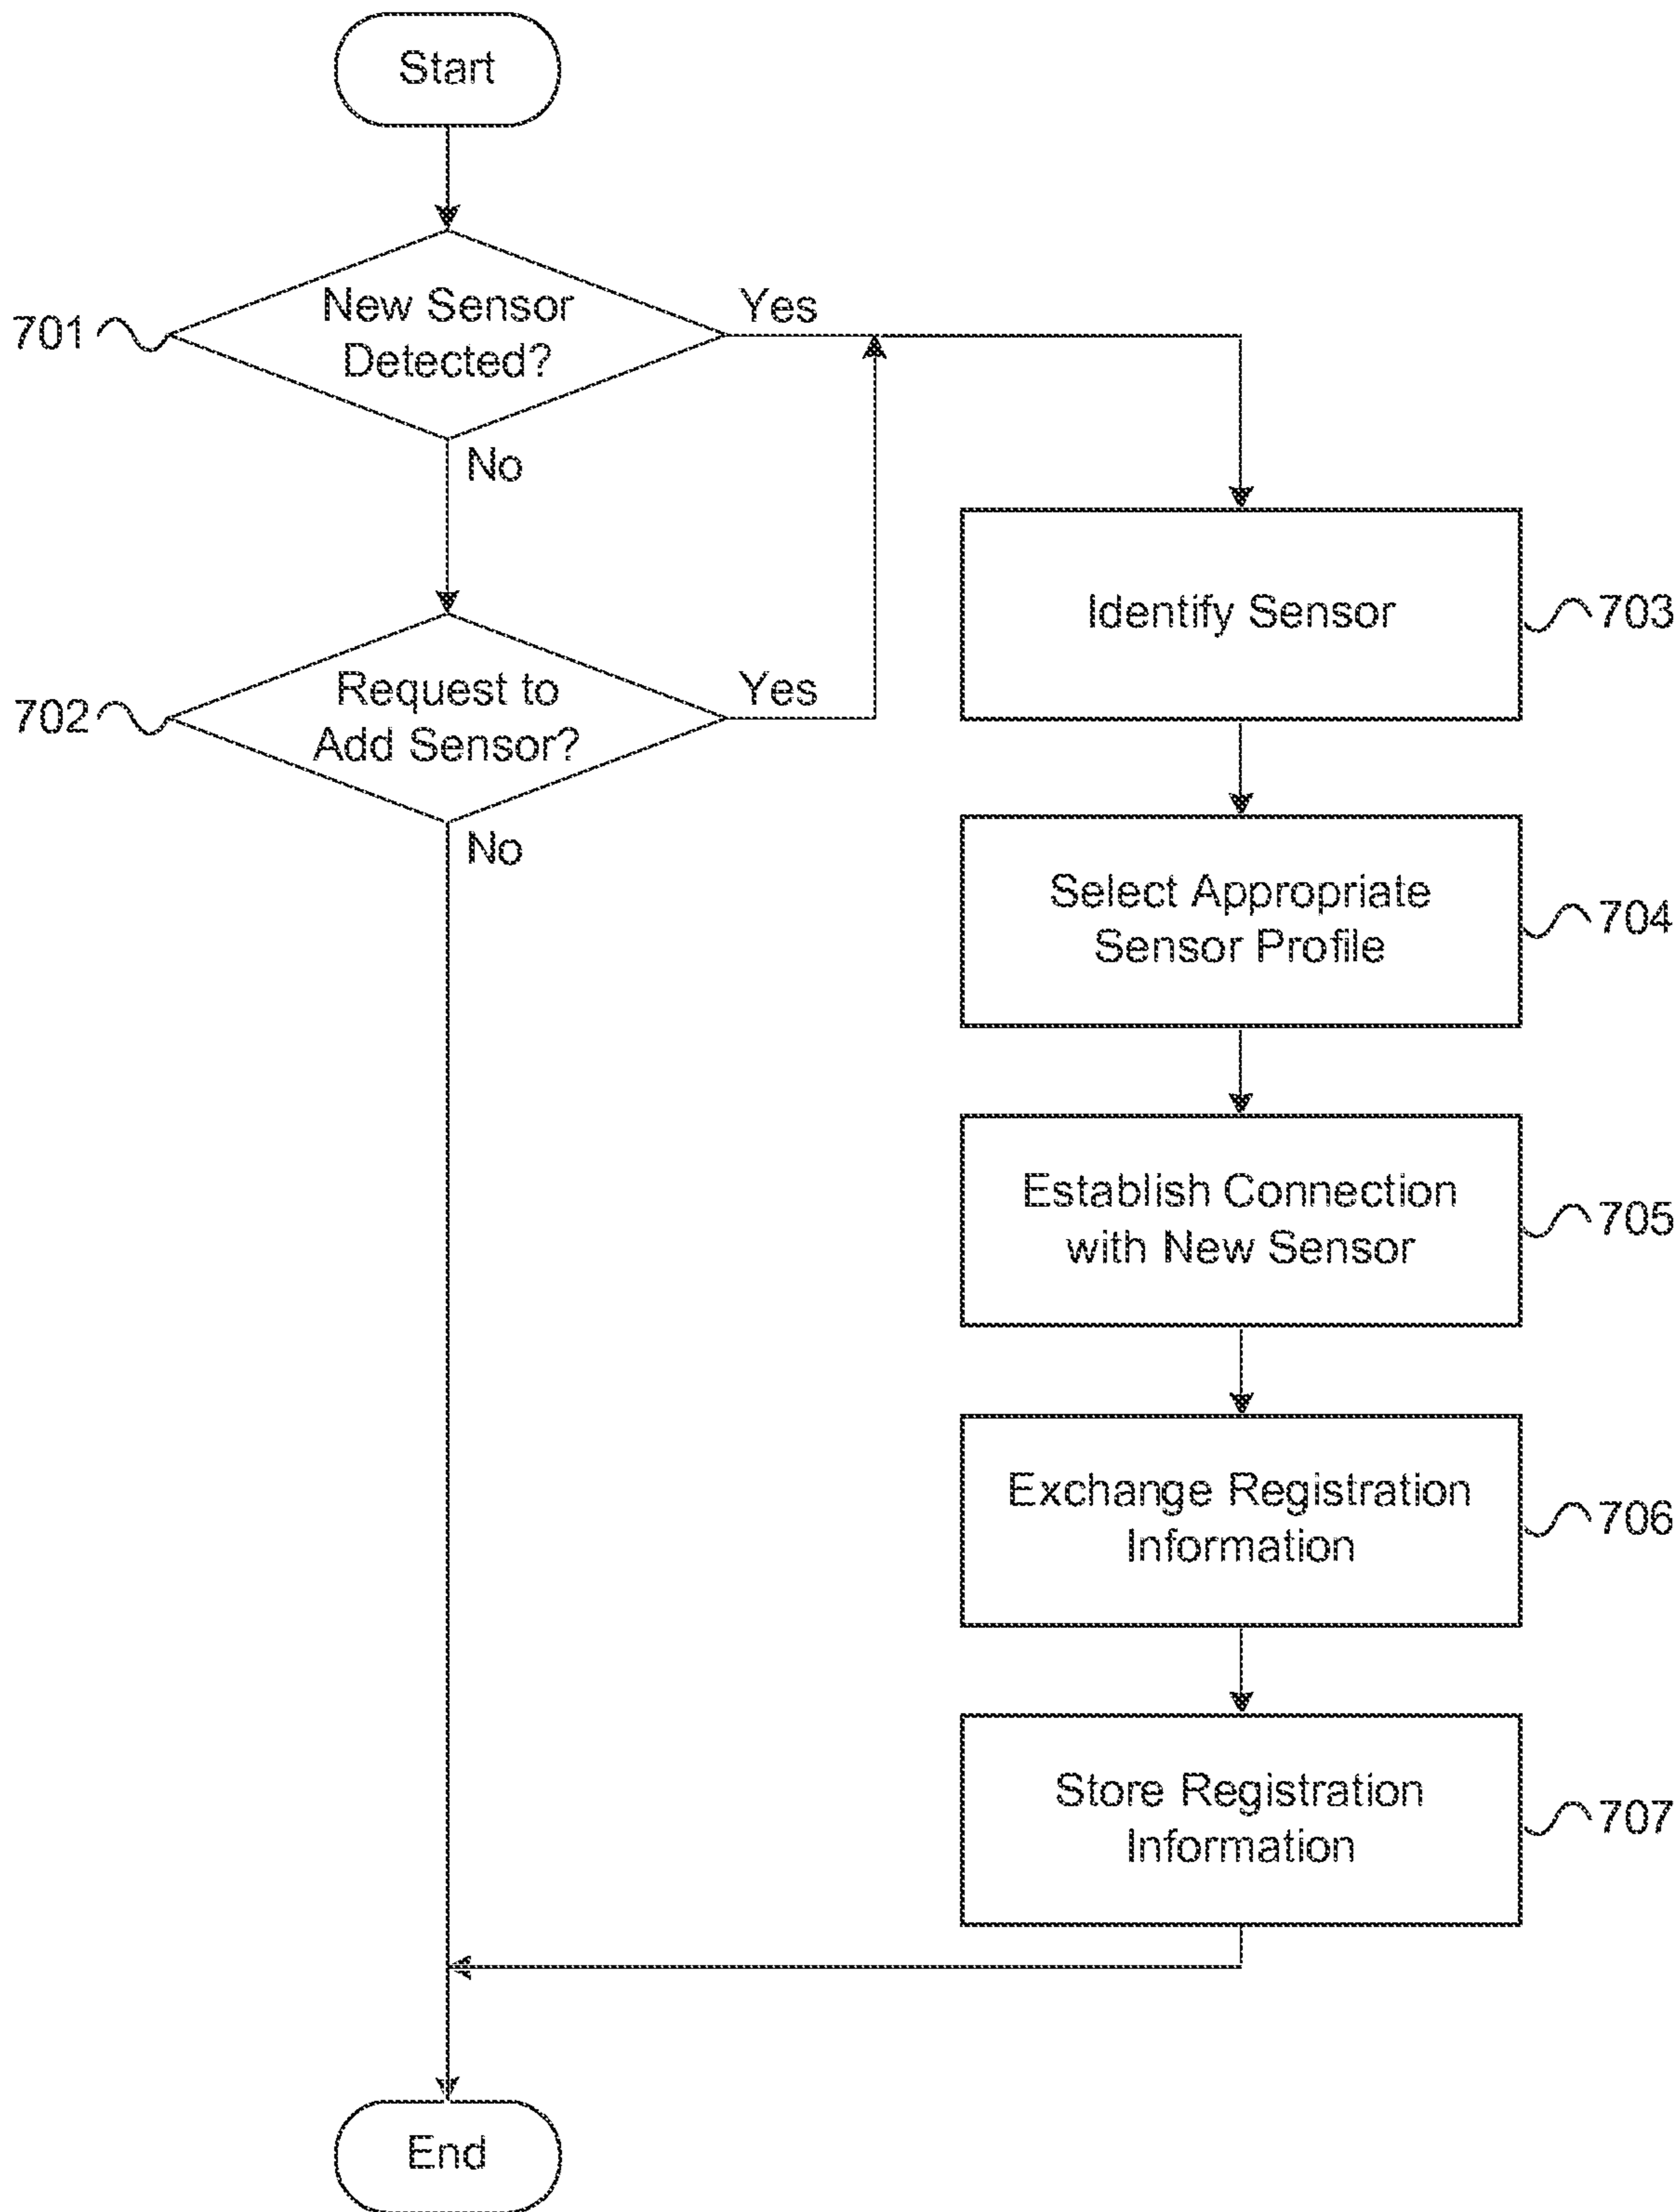 Start
701
New Sensor
Detected?
Yes
No
702
Request to
Add Sensor?
Yes
No
Identify Sensor
703
Select Appropriate
Sensor Profile
704
Establish Connection
with New Sensor
705
Exchange Registration
Information
706
Store Registration
Information
707
End